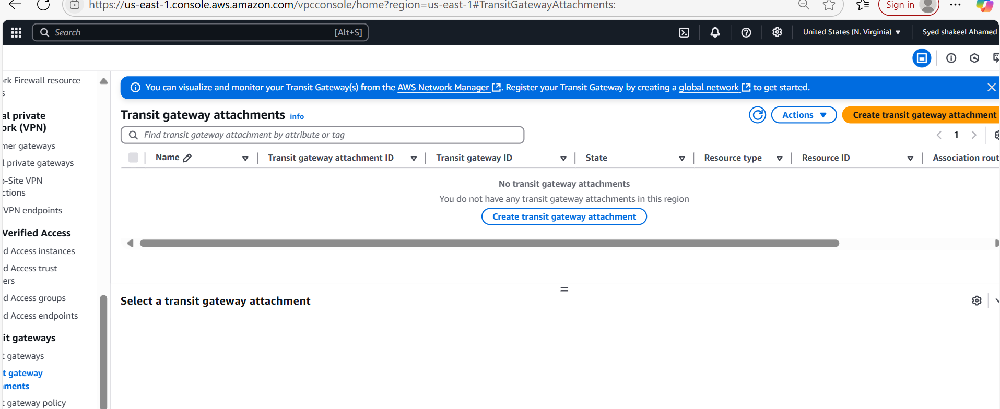 https://us-east-1.console.aws.amazon.com/vpcconsole/home?region=us-east-1#TransitGatewayAttachments:
Sign in
Search
[Alt+S]
United States (N. Virginia)
Syed shakeel Ahamed
rk Firewall resource
s
You can visualize and monitor your Transit Gateway(s) from the AWS Network Manager. Register your Transit Gateway by creating a global network to get started.
al private
ork (VPN)
mer gateways
l private gateways
o-Site VPN
ctions
VPN endpoints
Verified Access
d Access instances
d Access trust
ers
d Access groups
d Access endpoints
it gateways
t gateways
t gateway
ments
t gateway policy
Transit gateway attachments info
Actions
Create transit gateway attachment
Find transit gateway attachment by attribute or tag
1
Name
Transit gateway attachment ID
Transit gateway ID
State
Resource type
Resource ID
Association rout
No transit gateway attachments
You do not have any transit gateway attachments in this region
Create transit gateway attachment
Select a transit gateway attachment